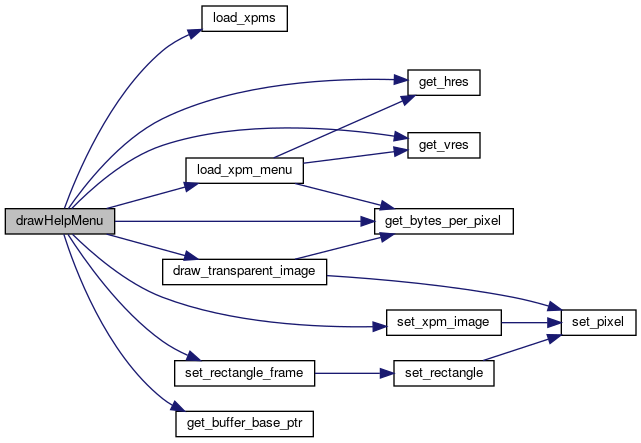 load_xpms
get_hres
get_vres
load_xpm_menu
drawHelpMenu
get_bytes_per_pixel
draw_transparent_image
set_xpm_image
set_pixel
set_rectangle_frame
set_rectangle
get_buffer_base_ptr